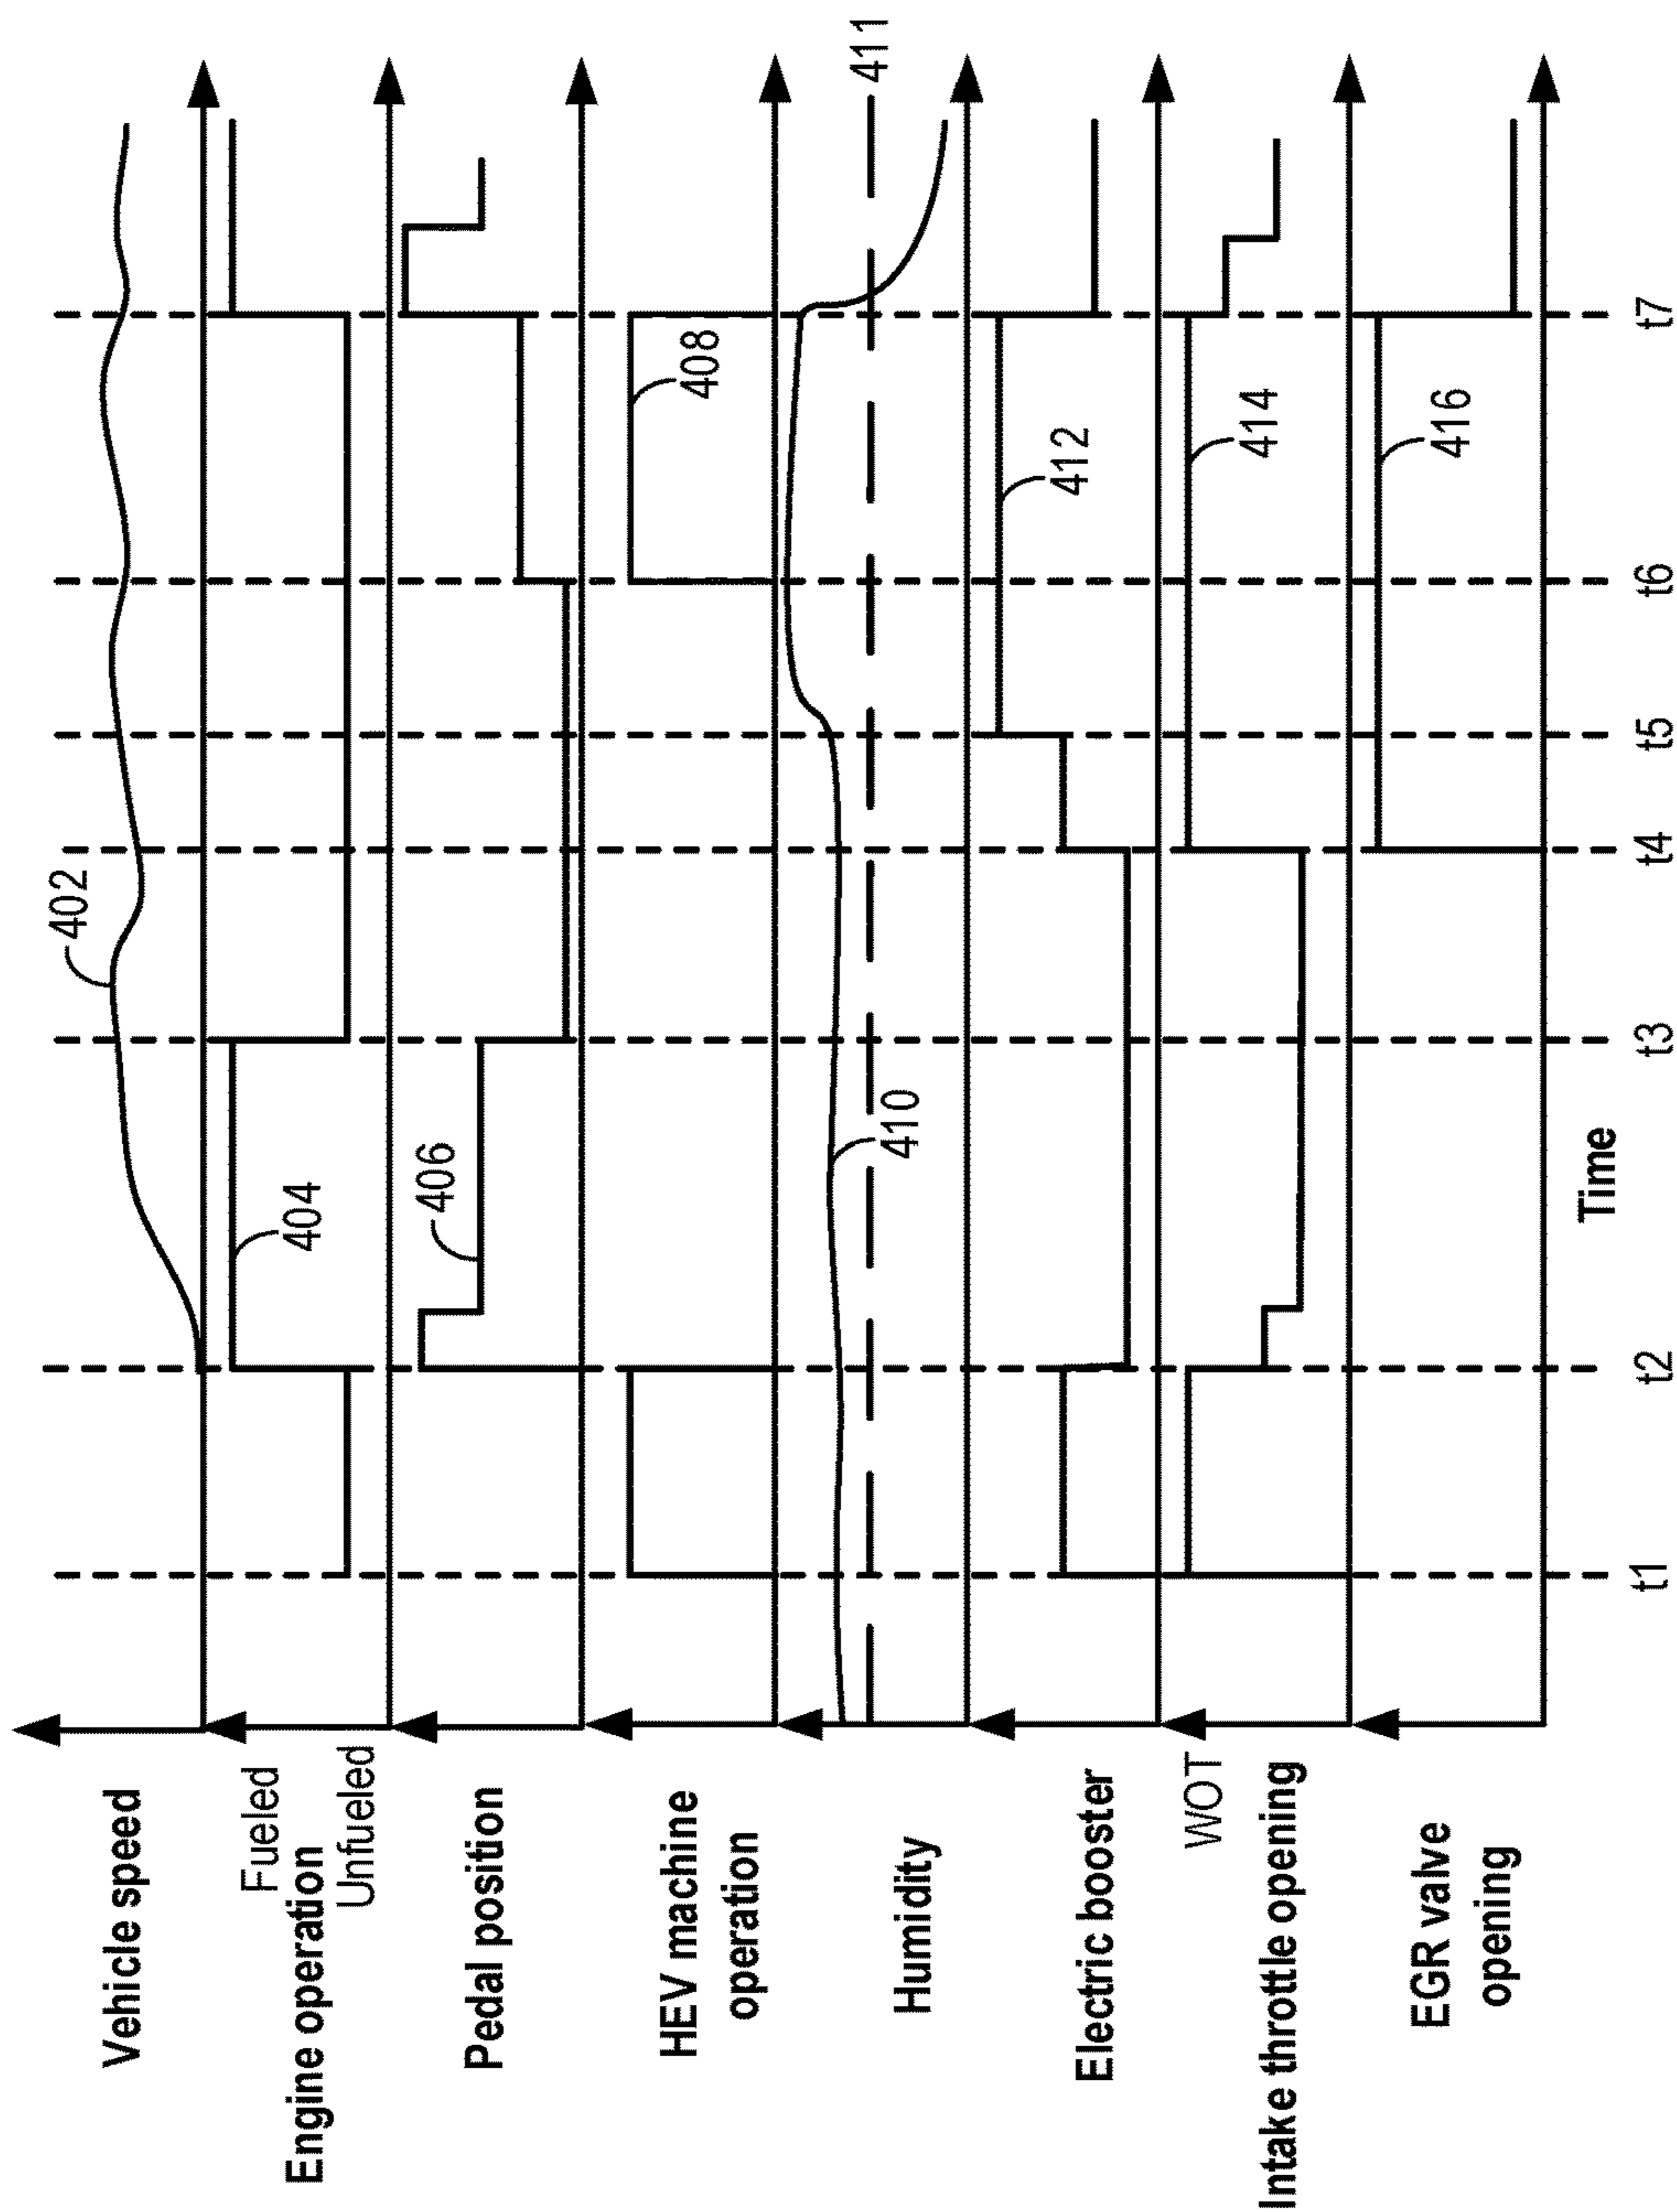 Vehicle speed
402
Fueled
Engine operation
Unfueled
404
Pedal position
406
HEV machine
operation
408
Humidity
410
411
Electric booster
412
WOT
Intake throttle opening
414
EGR valve
opening
416
t1
t2
t3
t4
t5
t6
t7
Time